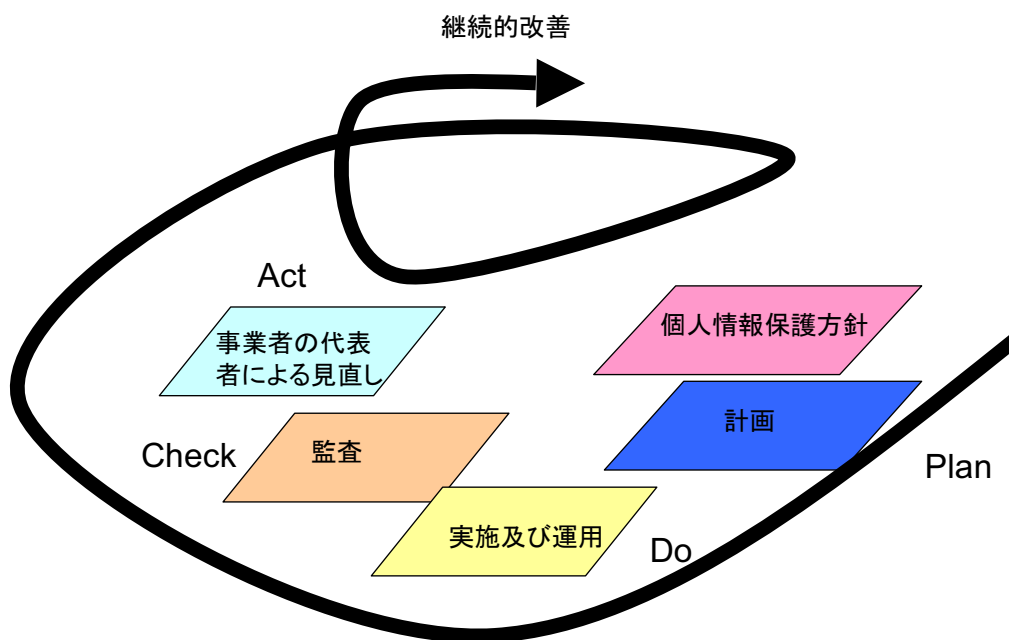 継続的改善
Act
事業者の代表
者による見直し
個人情報保護方針
計画
Check
監査
Plan
実施及び運用
Do